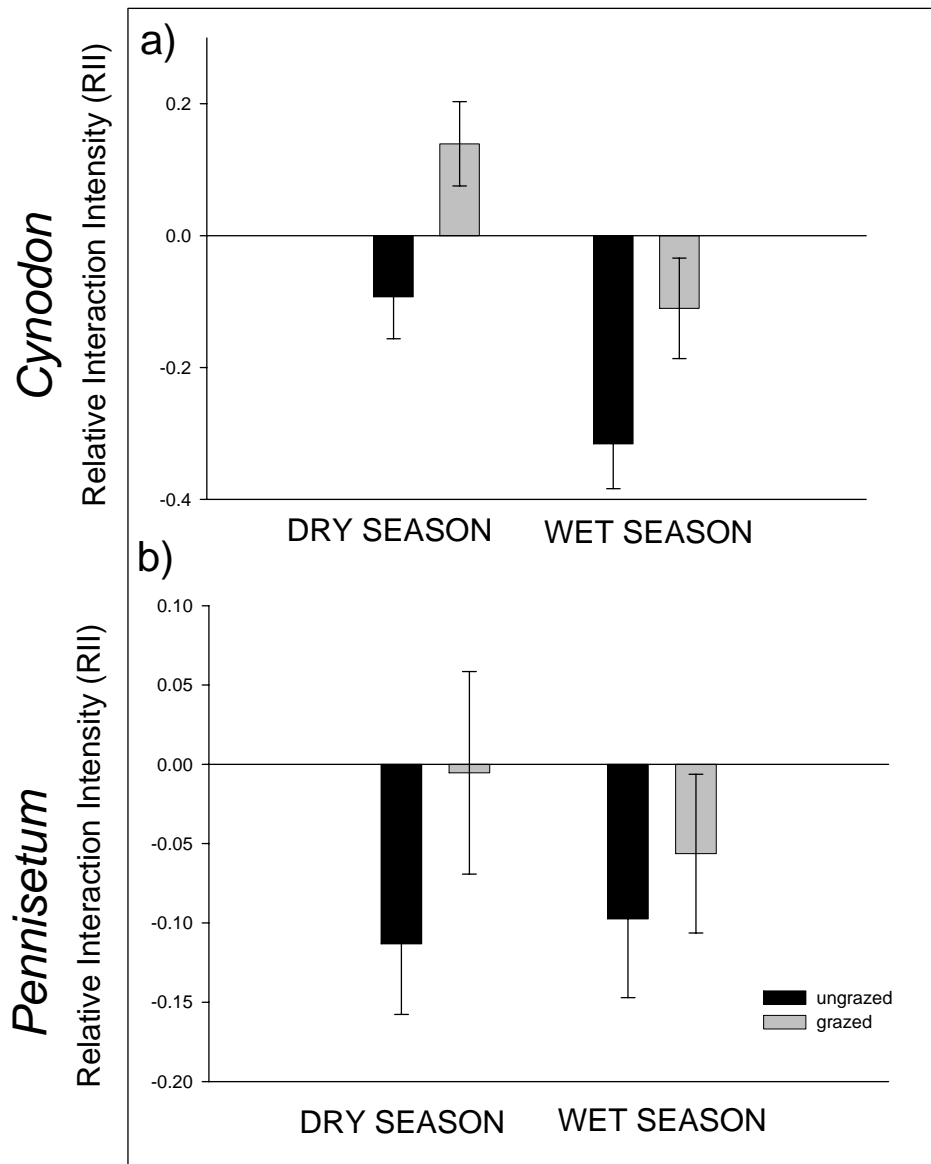 a)
Cynodon
Relative Interaction Intensity (RII)
0.2
0.0
-0.2
-0.4
DRY SEASON WET SEASON
b)
Pennisetum
Relative Interaction Intensity (RII)
0.10
0.05
0.00
-0.05
-0.10
-0.15
-0.20
ungrazed
grazed
DRY SEASON WET SEASON